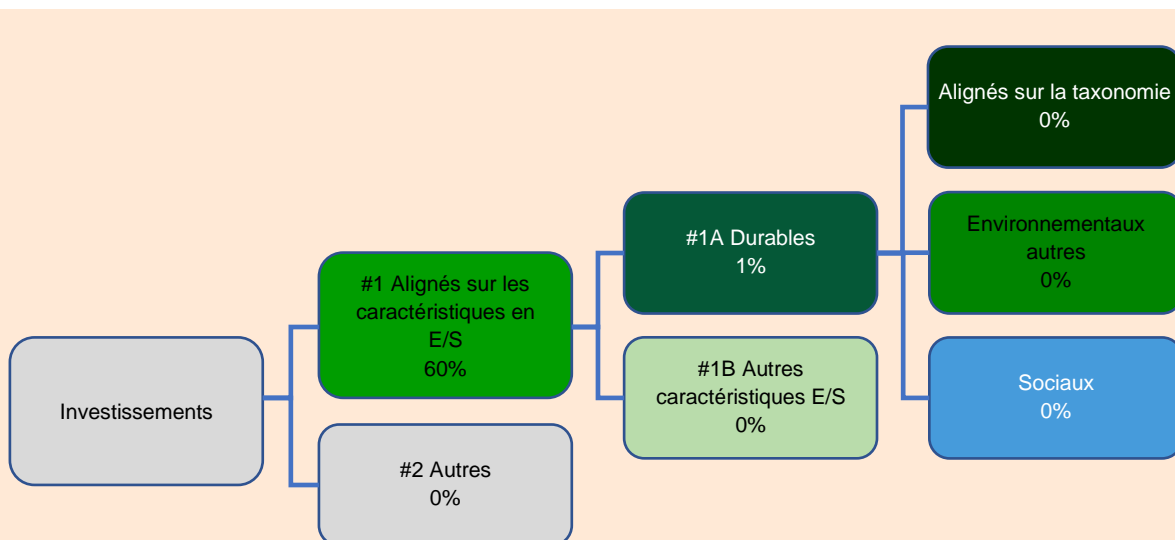 Investissements
#1 Alignés sur les
caractéristiques en
E/S
60%
#2 Autres
0%
#1A Durables
1%
#1B Autres
caractéristiques E/S
0%
Alignés sur la taxonomie
0%
Environnementaux
autres
0%
Sociaux
0%